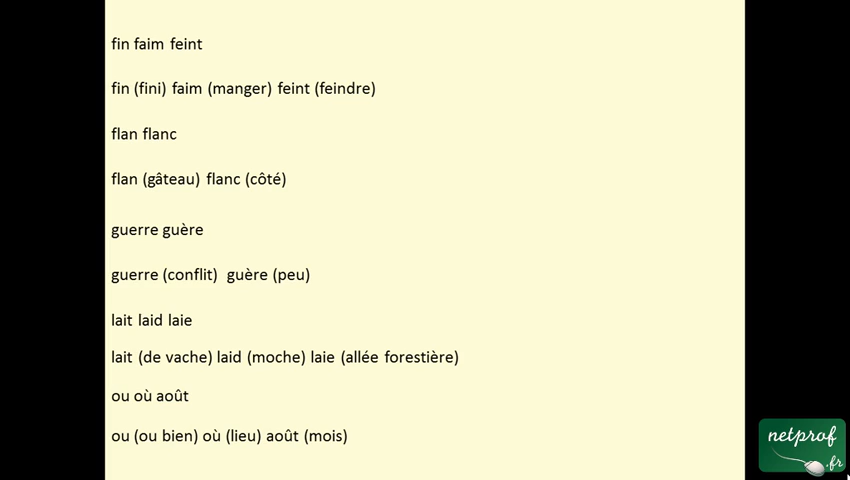 fin faim feint
fin (fini) faim (manger) feint (feindre)
flan flanc
flan (gâteau) flanc (côté)
guerre guère
guerre (conflit) guère (peu)
lait laid laie
lait (de vache) laid (moche) laie (allée forestière)
ou où août
ou (ou bien) où (lieu) août (mois)
netprof
.fr